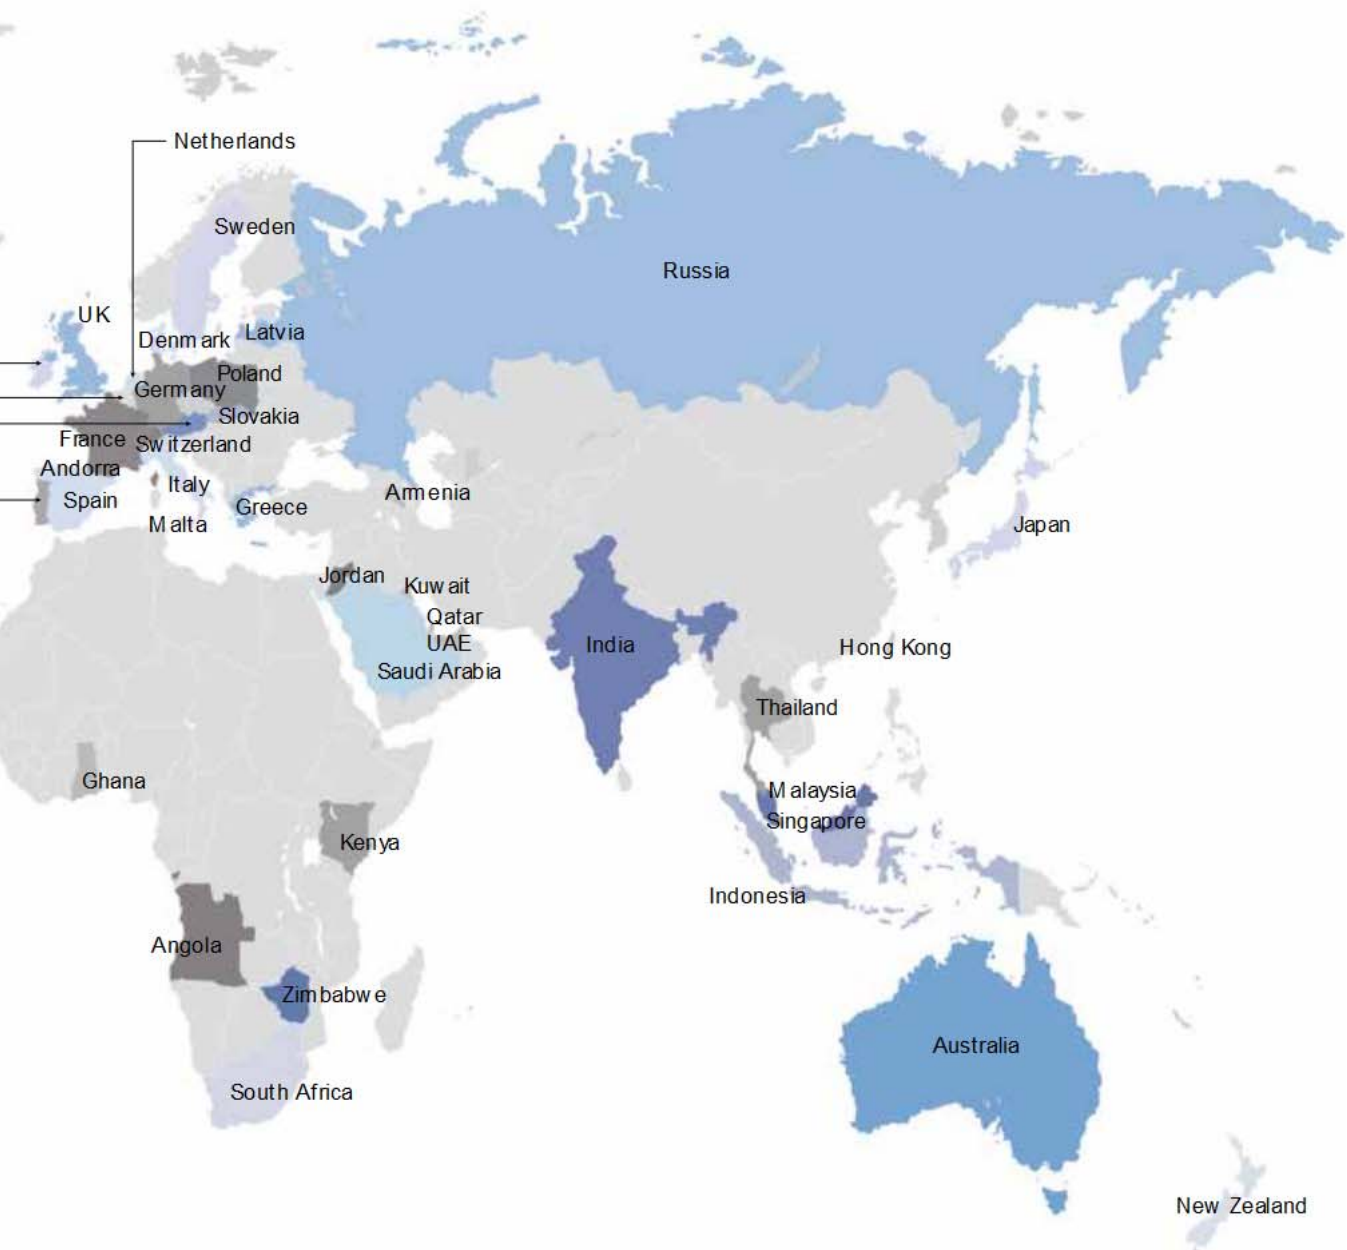 Netherlands
Sweden
Russia
UK
Denmark
Latvia
Poland
Germany
Slovakia
France
Switzerland
Andorra
Italy
Armenia
Spain
Greece
Malta
Japan
Jordan
Kuwait
Qatar
UAE
India
Hong Kong
Saudi Arabia
Thailand
Ghana
Malaysia
Singapore
Kenya
Indonesia
Angola
Zimbabwe
Australia
South Africa
New Zealand